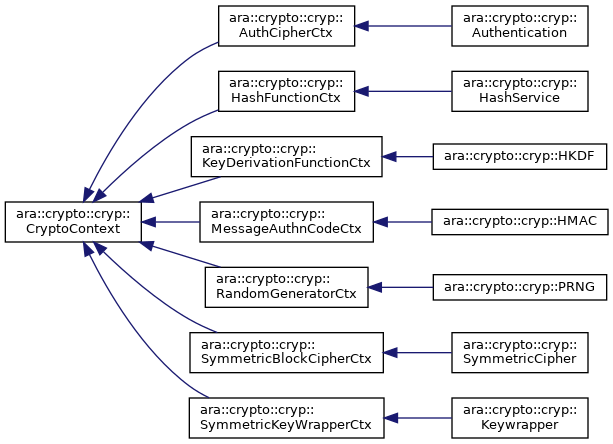 ara::crypto::cryp::
AuthCipherCtx
ara::crypto::cryp::
Authentication
ara::crypto::cryp::
HashFunctionCtx
ara::crypto::cryp::
HashService
ara::crypto::cryp::
KeyDerivationFunctionCtx
ara::crypto::cryp::HKDF
ara::crypto::cryp::
CryptoContext
ara::crypto::cryp::
MessageAuthnCodeCtx
ara::crypto::cryp::HMAC
ara::crypto::cryp::
RandomGeneratorCtx
ara::crypto::cryp::PRNG
ara::crypto::cryp::
SymmetricBlockCipherCtx
ara::crypto::cryp::
SymmetricCipher
ara::crypto::cryp::
SymmetricKeyWrapperCtx
ara::crypto::cryp::
Keywrapper